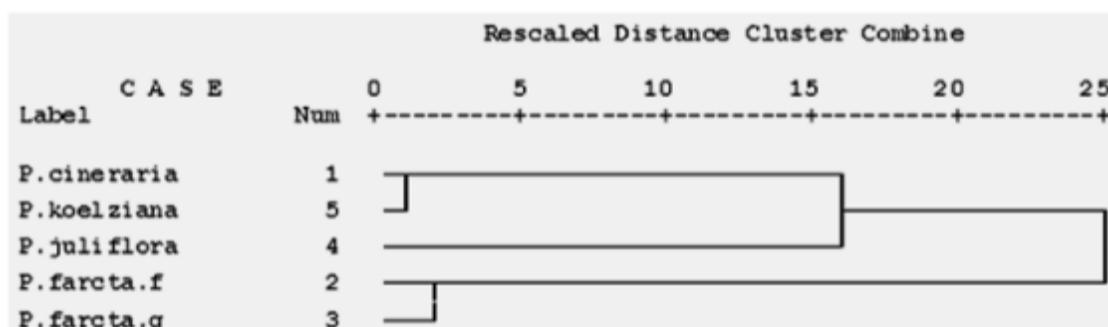 Rescaled Distance Cluster Combine
C A S E 0 5 10 15 20 25
Label Num +---------+---------+---------+---------+---------+
P.cineraria 1
P.koelziana 5
P.juliflora 4
P.farcta.f 2
P.farcta.g 3